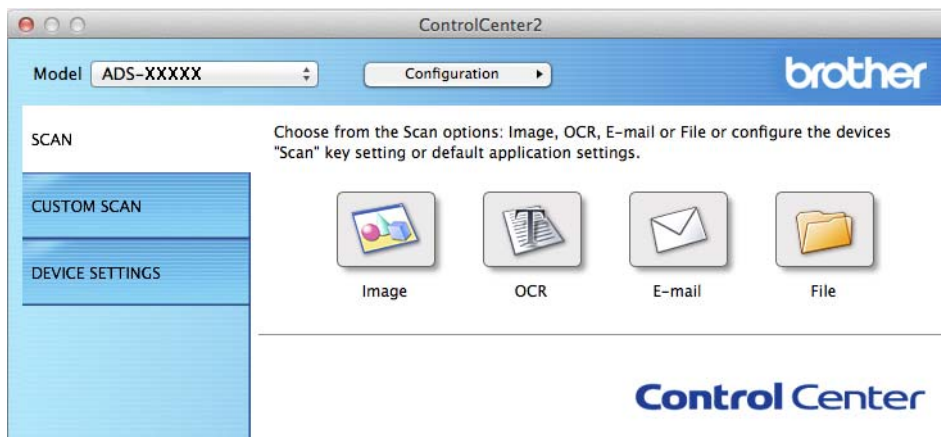 ControlCenter2
Model ADS-XXXXX Configuration
brother
SCAN
CUSTOM SCAN
DEVICE SETTINGS
Choose from the Scan options: Image, OCR, E-mail or File or configure the devices
"Scan" key setting or default application settings.
Image OCR E-mail File
Control Center